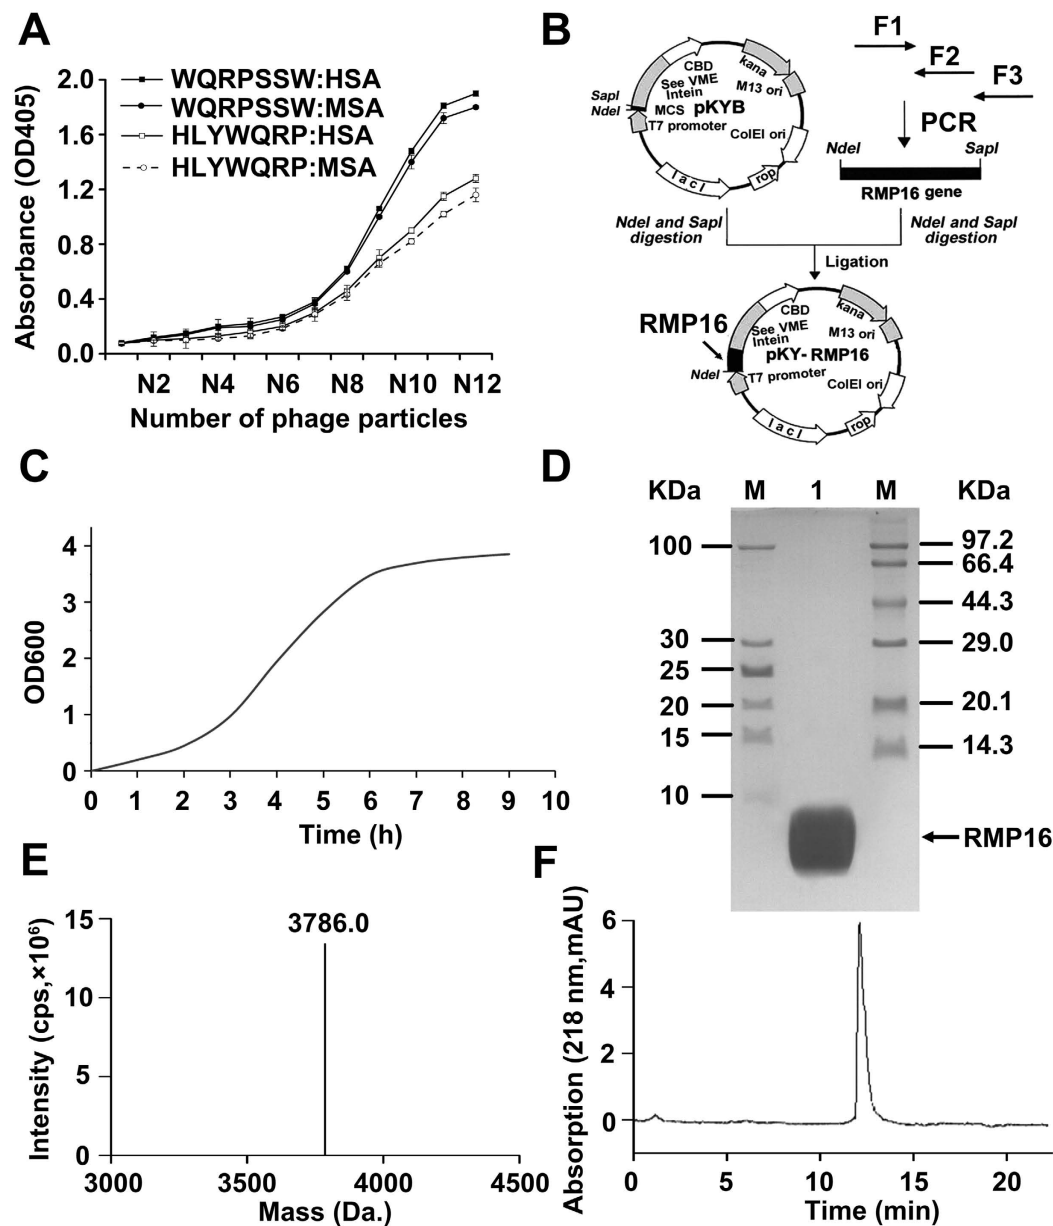 A
2.0
1.6
1.2
0.8
0.4
0.0
Absorbance (OD405)
WQRPSSW:HSA
WQRPSSW:MSA
HLYWQRP:HSA
HLYWQRP:MSA
N2 N4 N6 N8 N10 N12
Number of phage particles
B
CBD
kana
See VME
Intein
M13 ori
SapI
NdeI
MCS
pKYB
T7 promoter
ColEI ori
lacI
rop
F1
F2
F3
PCR
NdeI
SapI
RMP16 gene
NdeI and SapI
digestion
NdeI and SapI
digestion
Ligation
RMP16
CBD
kana
See VME
Intein
M13 ori
pKY-RMP16
NdeI
T7 promoter
ColEI ori
lacI
rop
C
4
3
2
1
0
OD600
0 1 2 3 4 5 6 7 8 9 10
Time (h)
D
KDa M 1 M KDa
100
30
25
20
15
10
97.2
66.4
44.3
29.0
20.1
14.3
RMP16
E
3786.0
15
10
5
0
Intensity (cps,×10⁶)
3000 3500 4000 4500
Mass (Da.)
F
6
4
2
0
Absorption (218 nm,mAU)
0 5 10 15 20
Time (min)